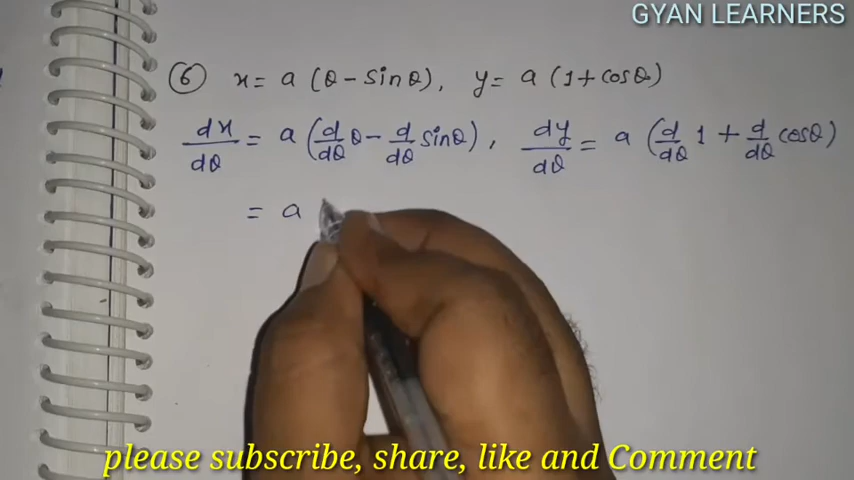 GYAN LEARNERS
⑥ x = a (θ - sinθ), y = a (1 + cosθ)
dx/dθ = a (d/dθ θ - d/dθ sinθ), dy/dθ = a (d/dθ 1 + d/dθ cosθ)
= a
please subscribe, share, like and Comment